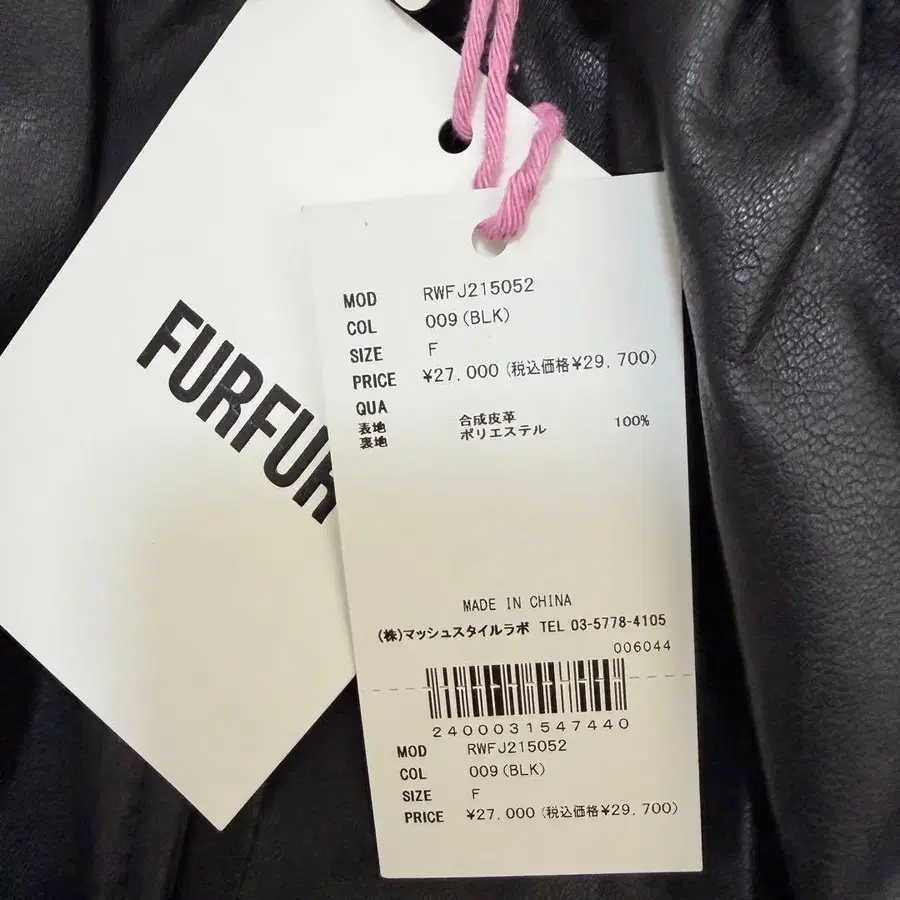 FURFUR
MOD RWFJ215052
COL 009(BLK)
SIZE F
PRICE ¥27,000(税込価格¥29,700)
QUA
表地 合成皮革
裏地 ポリエステル 100%
MADE IN CHINA
(株)マッシュスタイルラボ TEL 03-5778-4105
006044
2400031547440
MOD RWFJ215052
COL 009(BLK)
SIZE F
PRICE ¥27,000(税込価格¥29,700)